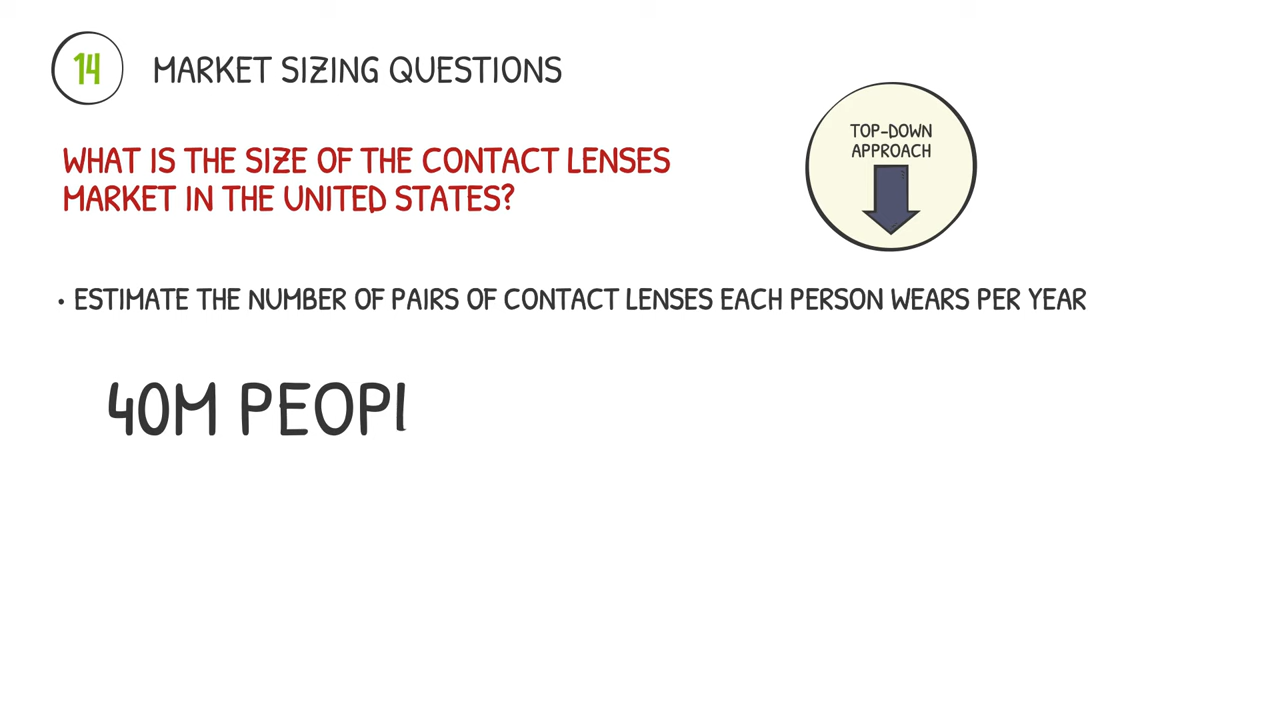 14 MARKET SIZING QUESTIONS
TOP-DOWN
APPROACH
WHAT IS THE SIZE OF THE CONTACT LENSES
MARKET IN THE UNITED STATES?
• ESTIMATE THE NUMBER OF PAIRS OF CONTACT LENSES EACH PERSON WEARS PER YEAR
40M PEOPL